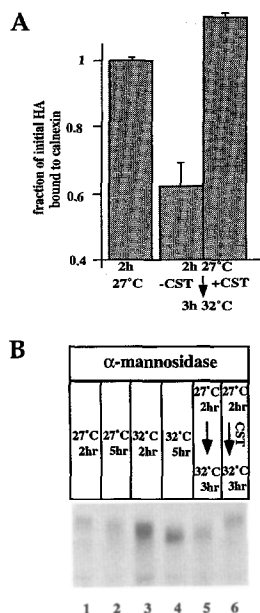 A
fraction of initial HA
bound to calnexin
1
0.8
0.6
0.4
2h
27°C
2h 27°C
-CST +CST
3h 32°C
B
α-mannosidase
27°C
2hr
27°C
5hr
32°C
2hr
32°C
5hr
27°C
2hr
32°C
3hr
27°C
2hr
CST
32°C
3hr
1 2 3 4 5 6